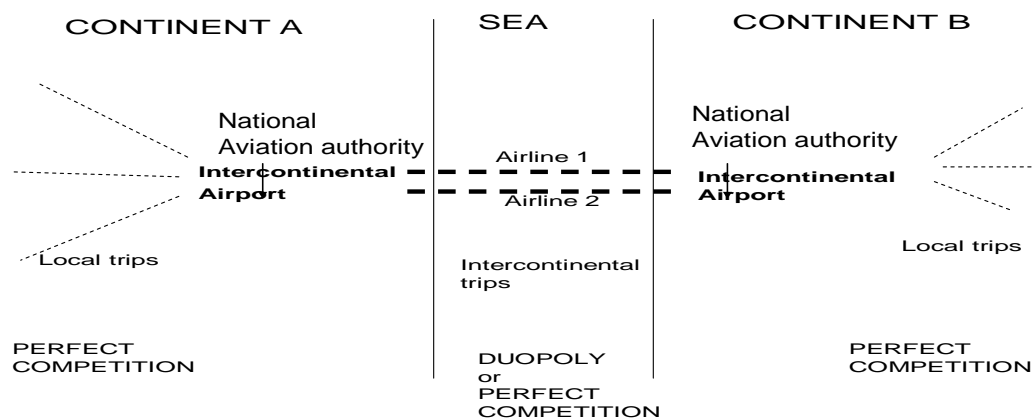 CONTINENT A
SEA
CONTINENT B
National
Aviation authority
Intercontinental
Airport
Airline 1
Airline 2
National
Aviation authority
Intercontinental
Airport
Local trips
Intercontinental
trips
Local trips
PERFECT
COMPETITION
DUOPOLY
or
PERFECT
COMPETITION
PERFECT
COMPETITION